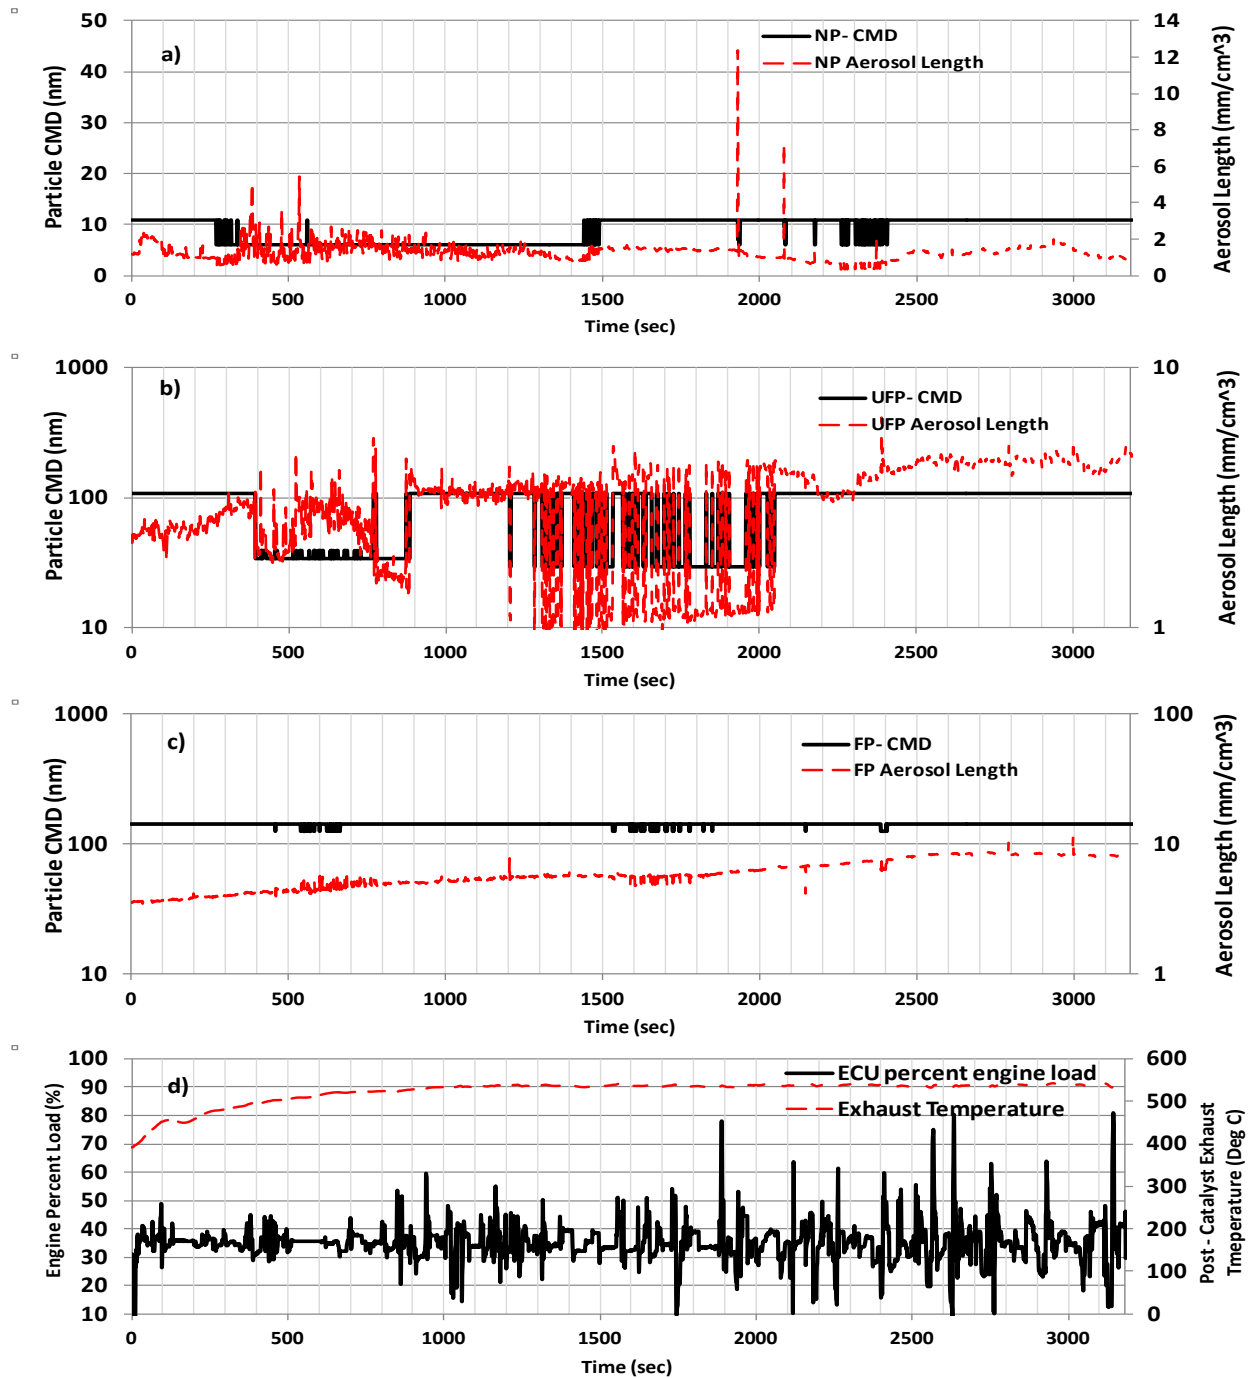 a)
NP- CMD
NP Aerosol Length
Particle CMD (nm)
50
40
30
20
10
0
14
12
10
8
6
4
2
0
Aerosol Length (mm/cm^3)
0 500 1000 1500 2000 2500 3000
Time (sec)
b)
UFP- CMD
UFP Aerosol Length
Particle CMD (nm)
1000
100
10
10
1
Aerosol Length (mm/cm^3)
0 500 1000 1500 2000 2500 3000
Time (sec)
c)
FP- CMD
FP Aerosol Length
Particle CMD (nm)
1000
100
10
100
10
1
Aerosol Length (mm/cm^3)
0 500 1000 1500 2000 2500 3000
Time (sec)
d)
ECU percent engine load
Exhaust Temperature
Engine Percent Load (%)
100
90
80
70
60
50
40
30
20
10
600
500
400
300
200
100
0
Post- Catalyst Exhaust
Tmeperature (Deg C)
0 500 1000 1500 2000 2500 3000
Time (sec)